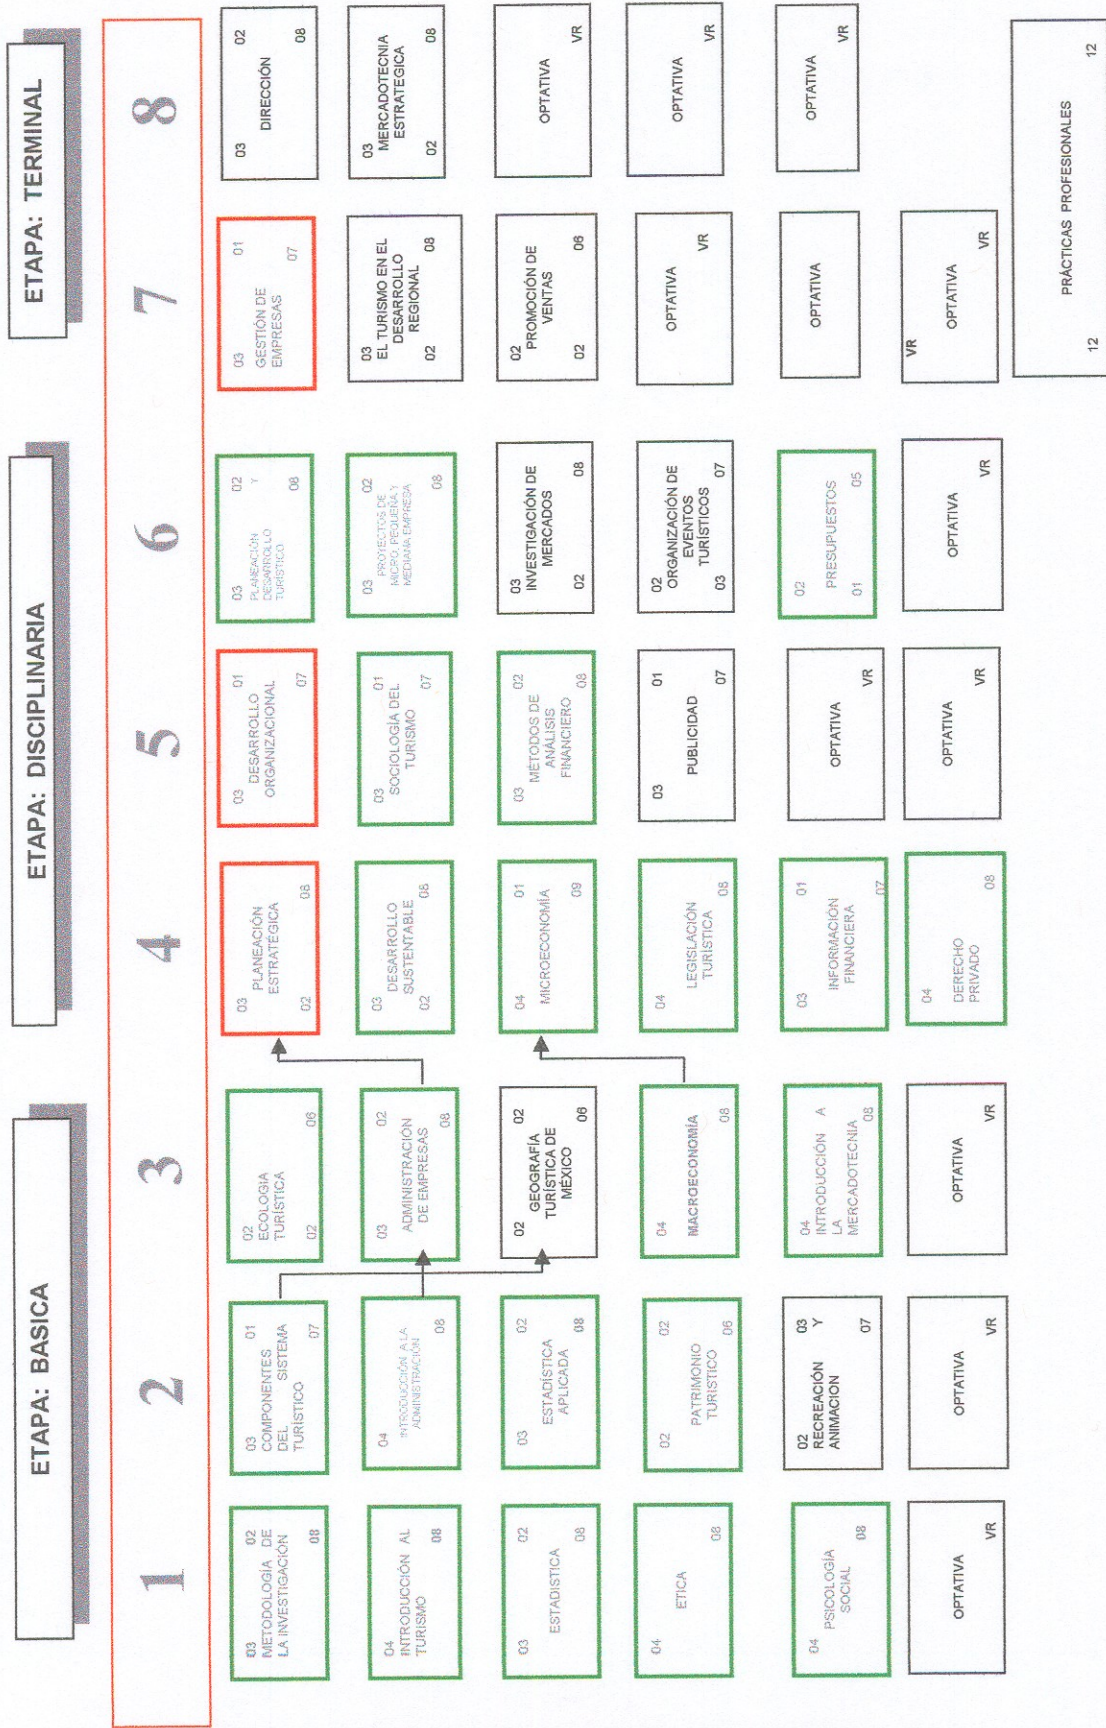 ETAPA: BASICA
ETAPA: DISCIPLINARIA
ETAPA: TERMINAL
1
2
3
4
5
6
7
8
03 02
METODOLOGÍA DE
LA INVESTIGACIÓN
08
04
INTRODUCCIÓN AL
TURISMO
08
03 02
ESTADISTICA
08
04
ETICA
08
04
PSICOLOGÍA
SOCIAL
08
OPTATIVA
VR
03 01
COMPONENTES
DEL SISTEMA
TURÍSTICO
07
04
INTRODUCCIÓN A LA
ADMINISTRACIÓN
08
03 02
ESTADÍSTICA
APLICADA
08
02 02
PATRIMONIO
TURISTICO
06
02 03
RECREACIÓN Y
ANIMACION
07
OPTATIVA
VR
02
ECOLOGIA
TURÍSTICA
02 06
03 02
ADMINISTRACIÓN
DE EMPRESAS
08
02 02
GEOGRAFÍA
TURÍSTICA DE
MÉXICO
06
04
MACROECONOMÍA
08
04
INTRODUCCIÓN A
LA
MERCADOTECNIA
08
OPTATIVA
VR
03
PLANEACIÓN
ESTRATÉGICA
02 08
03
DESARROLLO
SUSTENTABLE
02 08
04 01
MICROECONOMÍA
09
04
LEGISLACIÓN
TURÍSTICA
08
03 01
INFORMACIÓN
FINANCIERA
07
04
DERECHO
PRIVADO
08
03 01
DESARROLLO
ORGANIZACIONAL
07
03 01
SOCIOLOGÍA DEL
TURISMO
07
03 02
MÉTODOS DE
ANÁLISIS
FINANCIERO
08
03 01
PUBLICIDAD
07
OPTATIVA
VR
OPTATIVA
VR
03 02
PLANEACIÓN Y
DESARROLLO
TURÍSTICO
08
03 02
PROYECTOS DE
MICRO, PEQUEÑA Y
MEDIANA EMPRESA
08
03
INVESTIGACIÓN DE
MERCADOS
02 08
02
ORGANIZACIÓN DE
EVENTOS
TURÍSTICOS
03 07
02
PRESUPUESTOS
01 05
OPTATIVA
VR
03 01
GESTIÓN DE
EMPRESAS
07
03
EL TURISMO EN EL
DESARROLLO
REGIONAL
02 08
02
PROMOCIÓN DE
VENTAS
02 06
OPTATIVA
VR
OPTATIVA
VR
OPTATIVA
VR
03 02
DIRECCIÓN
08
03
MERCADOTECNIA
ESTRATEGICA
02 08
OPTATIVA
VR
OPTATIVA
VR
OPTATIVA
VR
PRÁCTICAS PROFESIONALES
12 12